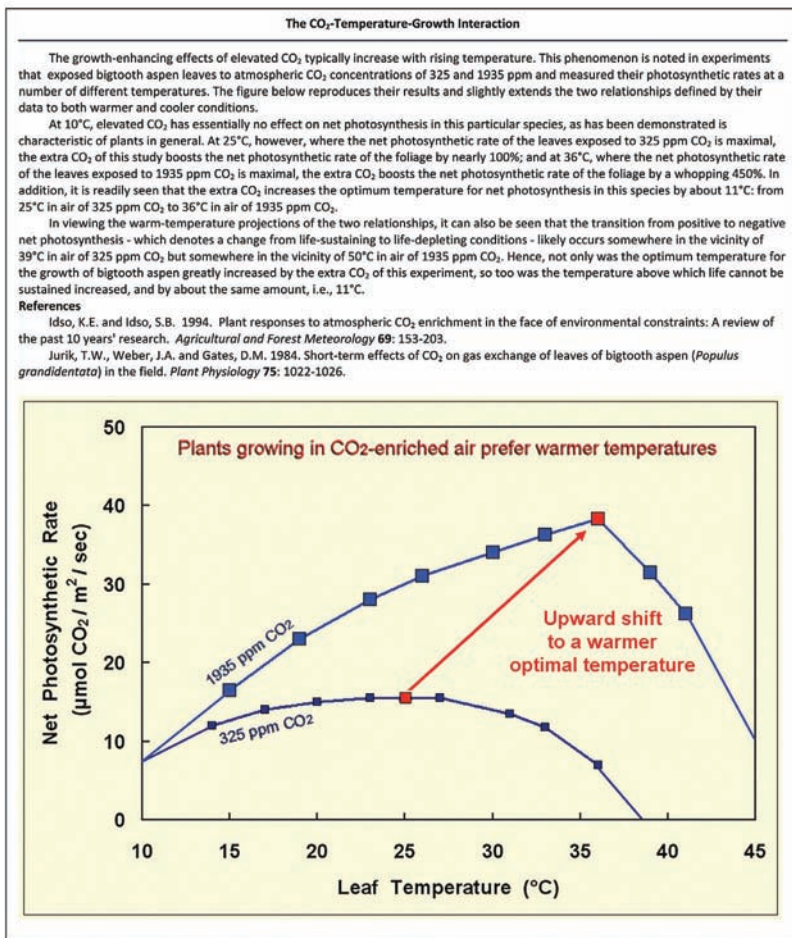 The CO₂-Temperature-Growth Interaction
The growth-enhancing effects of elevated CO₂ typically increase with rising temperature. This phenomenon is noted in experiments
that exposed bigtooth aspen leaves to atmospheric CO₂ concentrations of 325 and 1935 ppm and measured their photosynthetic rates at a
number of different temperatures. The figure below reproduces their results and slightly extends the two relationships defined by their
data to both warmer and cooler conditions.
At 10°C, elevated CO₂ has essentially no effect on net photosynthesis in this particular species, as has been demonstrated is
characteristic of plants in general. At 25°C, however, where the net photosynthetic rate of the leaves exposed to 325 ppm CO₂ is maximal,
the extra CO₂ of this study boosts the net photosynthetic rate of the foliage by nearly 100%; and at 36°C, where the net photosynthetic rate
of the leaves exposed to 1935 ppm CO₂ is maximal, the extra CO₂ boosts the net photosynthetic rate of the foliage by a whopping 450%. In
addition, it is readily seen that the extra CO₂ increases the optimum temperature for net photosynthesis in this species by about 11°C: from
25°C in air of 325 ppm CO₂ to 36°C in air of 1935 ppm CO₂.
In viewing the warm-temperature projections of the two relationships, it can also be seen that the transition from positive to negative
net photosynthesis - which denotes a change from life-sustaining to life-depleting conditions - likely occurs somewhere in the vicinity of
39°C in air of 325 ppm CO₂ but somewhere in the vicinity of 50°C in air of 1935 ppm CO₂. Hence, not only was the optimum temperature for
the growth of bigtooth aspen greatly increased by the extra CO₂ of this experiment, so too was the temperature above which life cannot be
sustained increased, and by about the same amount, i.e., 11°C.
References
Idso, K.E. and Idso, S.B. 1994. Plant responses to atmospheric CO₂ enrichment in the face of environmental constraints: A review of
the past 10 years' research. Agricultural and Forest Meteorology 69: 153-203.
Jurik, T.W., Weber, J.A. and Gates, D.M. 1984. Short-term effects of CO₂ on gas exchange of leaves of bigtooth aspen (Populus
grandidentata) in the field. Plant Physiology 75: 1022-1026.
Plants growing in CO2-enriched air prefer warmer temperatures
Net Photosynthetic Rate
(µmol CO₂ / m² / sec)
50
40
30
20
10
0
1935 ppm CO2
325 ppm CO2
Upward shift
to a warmer
optimal temperature
10 15 20 25 30 35 40 45
Leaf Temperature (°C)